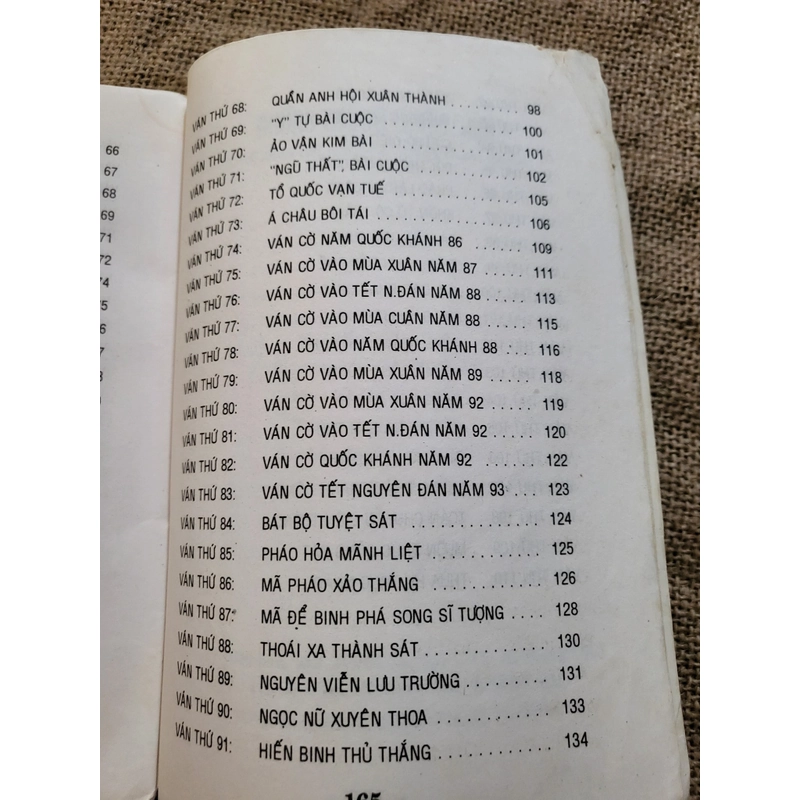 66
67
68
69
71
72
74
75
76
VÁN THỨ 68: QUẦN ANH HỘI XUÂN THÀNH ......... 98
VÁN THỨ 69: "Y" TỰ BÀI CUỘC .................. 100
VÁN THỨ 70: ẢO VẬN KIM BÀI .................. 101
VÁN THỨ 71: "NGŨ THẤT", BÀI CUỘC ............. 102
VÁN THỨ 72: TỔ QUỐC VẠN TUẾ ................. 105
VÁN THỨ 73: Á CHÂU BÔI TÁI .................. 106
VÁN THỨ 74: VÁN CỜ NĂM QUỐC KHÁNH 86 ....... 109
VÁN THỨ 75: VÁN CỜ VÀO MÙA XUÂN NĂM 87 ...... 111
VÁN THỨ 76: VÁN CỜ VÀO TẾT N.ĐÁN NĂM 88 ..... 113
VÁN THỨ 77: VÁN CỜ VÀO MÙA CUÂN NĂM 88 ..... 115
VÁN THỨ 78: VÁN CỜ VÀO NĂM QUỐC KHÁNH 88 ... 116
VÁN THỨ 79: VÁN CỜ VÀO MÙA XUÂN NĂM 89 ..... 118
VÁN THỨ 80: VÁN CỜ VÀO MÙA XUÂN NĂM 92 ..... 119
VÁN THỨ 81: VÁN CỜ VÀO TẾT N.ĐÁN NĂM 92 ..... 120
VÁN THỨ 82: VÁN CỜ QUỐC KHÁNH NĂM 92 ....... 122
VÁN THỨ 83: VÁN CỜ TẾT NGUYÊN ĐÁN NĂM 93 ... 123
VÁN THỨ 84: BÁT BỘ TUYỆT SÁT ................ 124
VÁN THỨ 85: PHÁO HỎA MÃNH LIỆT ............. 125
VÁN THỨ 86: MÃ PHÁO XẢO THẮNG ............. 126
VÁN THỨ 87: MÃ ĐỂ BINH PHÁ SONG SĨ TƯỢNG .... 128
VÁN THỨ 88: THOÁI XA THÀNH SÁT ............. 130
VÁN THỨ 89: NGUYÊN VIỄN LƯU TRƯỜNG ......... 131
VÁN THỨ 90: NGỌC NỮ XUYÊN THOA ............ 133
VÁN THỨ 91: HIẾN BINH THỦ THẮNG ............ 134
165